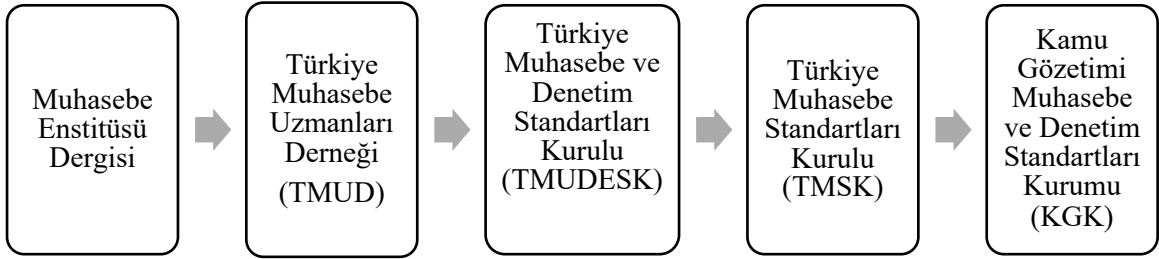 Muhasebe
Enstitüsü
Dergisi
Türkiye
Muhasebe
Uzmanları
Derneği
(TMUD)
Türkiye
Muhasebe ve
Denetim
Standartları
Kurulu
(TMUDESK)
Türkiye
Muhasebe
Standartları
Kurulu
(TMSK)
Kamu
Gözetimi
Muhasebe
ve Denetim
Standartları
Kurumu
(KGK)